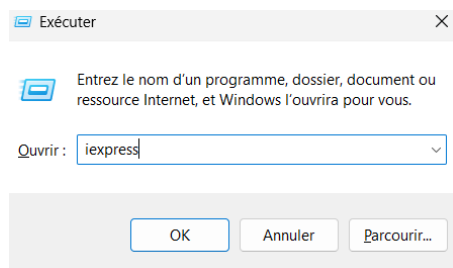 Exécuter
Entrez le nom d'un programme, dossier, document ou
ressource Internet, et Windows l'ouvrira pour vous.
Ouvrir :
iexpress
OK
Annuler
Parcourir...